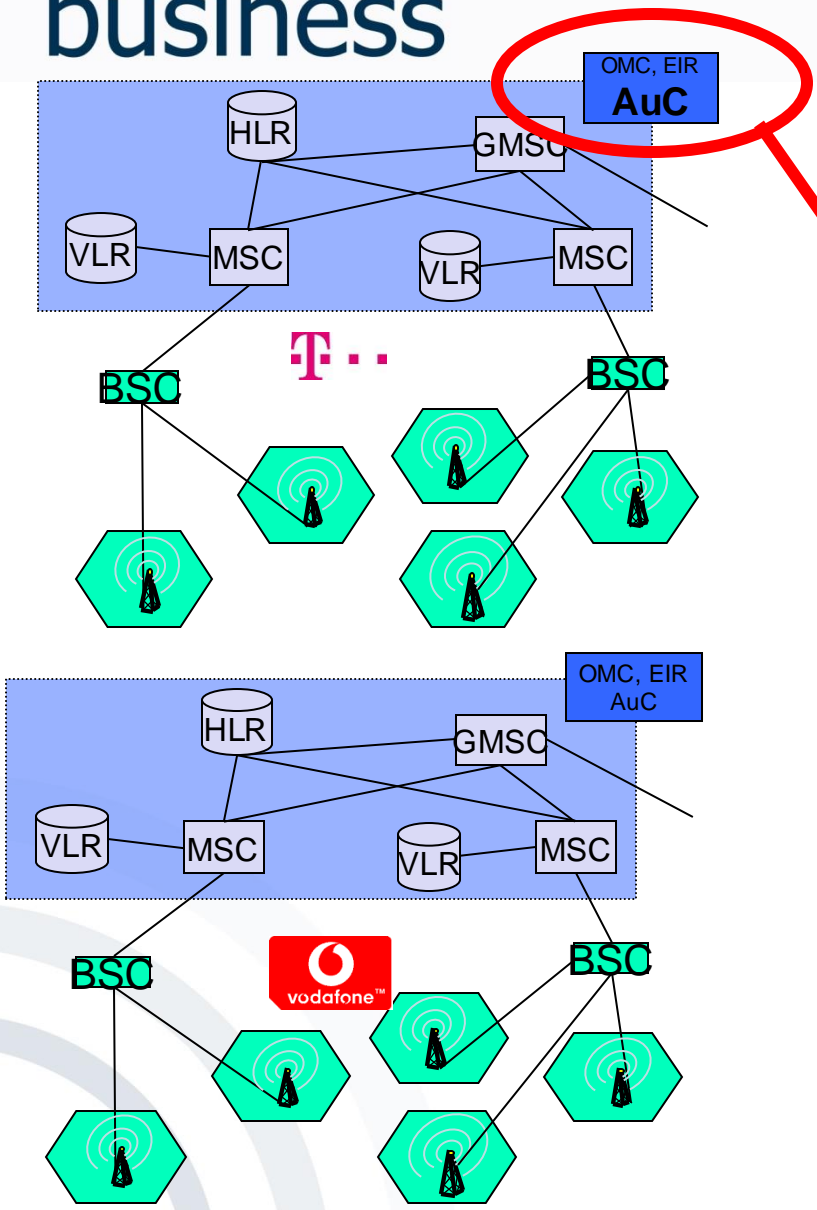 business
OMC, EIR
AuC
HLR
GMSC
VLR
MSC
VLR
MSC
T
BSC
BSC
OMC, EIR
AuC
HLR
GMSC
VLR
MSC
VLR
MSC
BSC
vodafone™
BSC